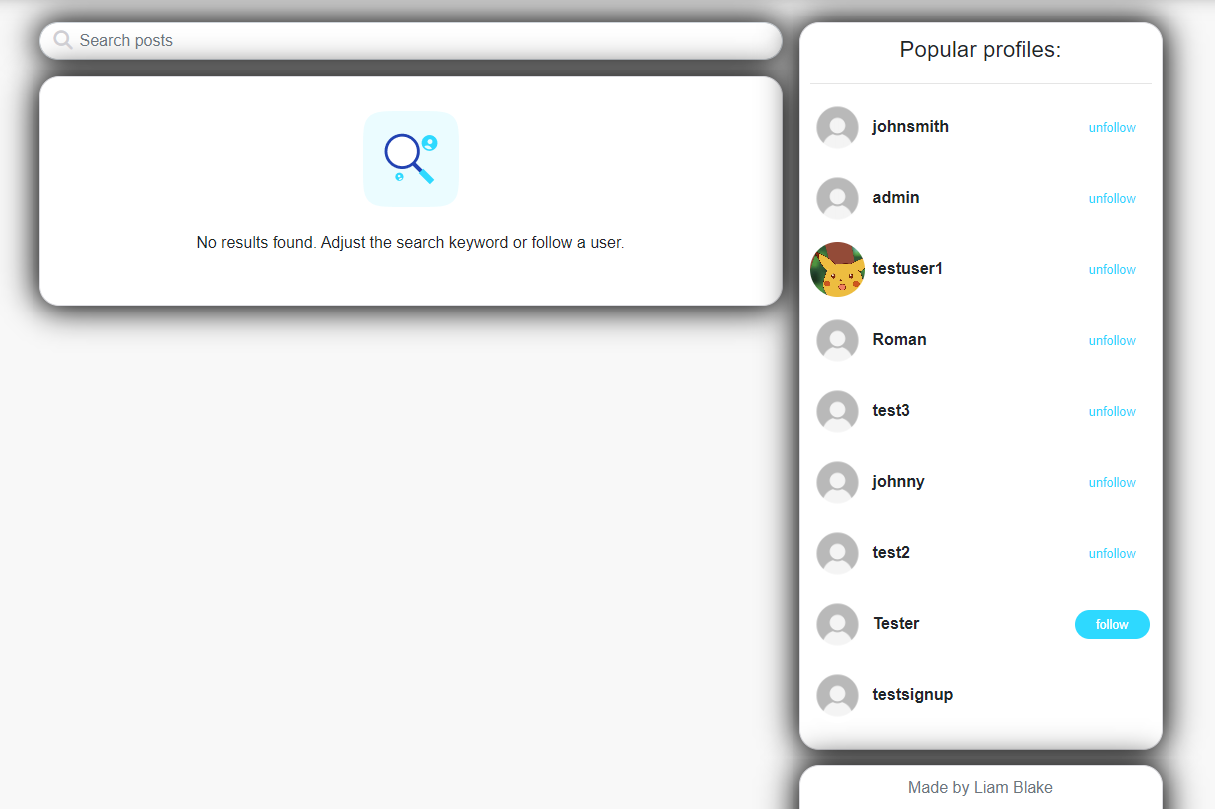 Search posts
No results found. Adjust the search keyword or follow a user.
Popular profiles:
johnsmith unfollow
admin unfollow
testuser1 unfollow
Roman unfollow
test3 unfollow
johnny unfollow
test2 unfollow
Tester follow
testsignup
Made by Liam Blake